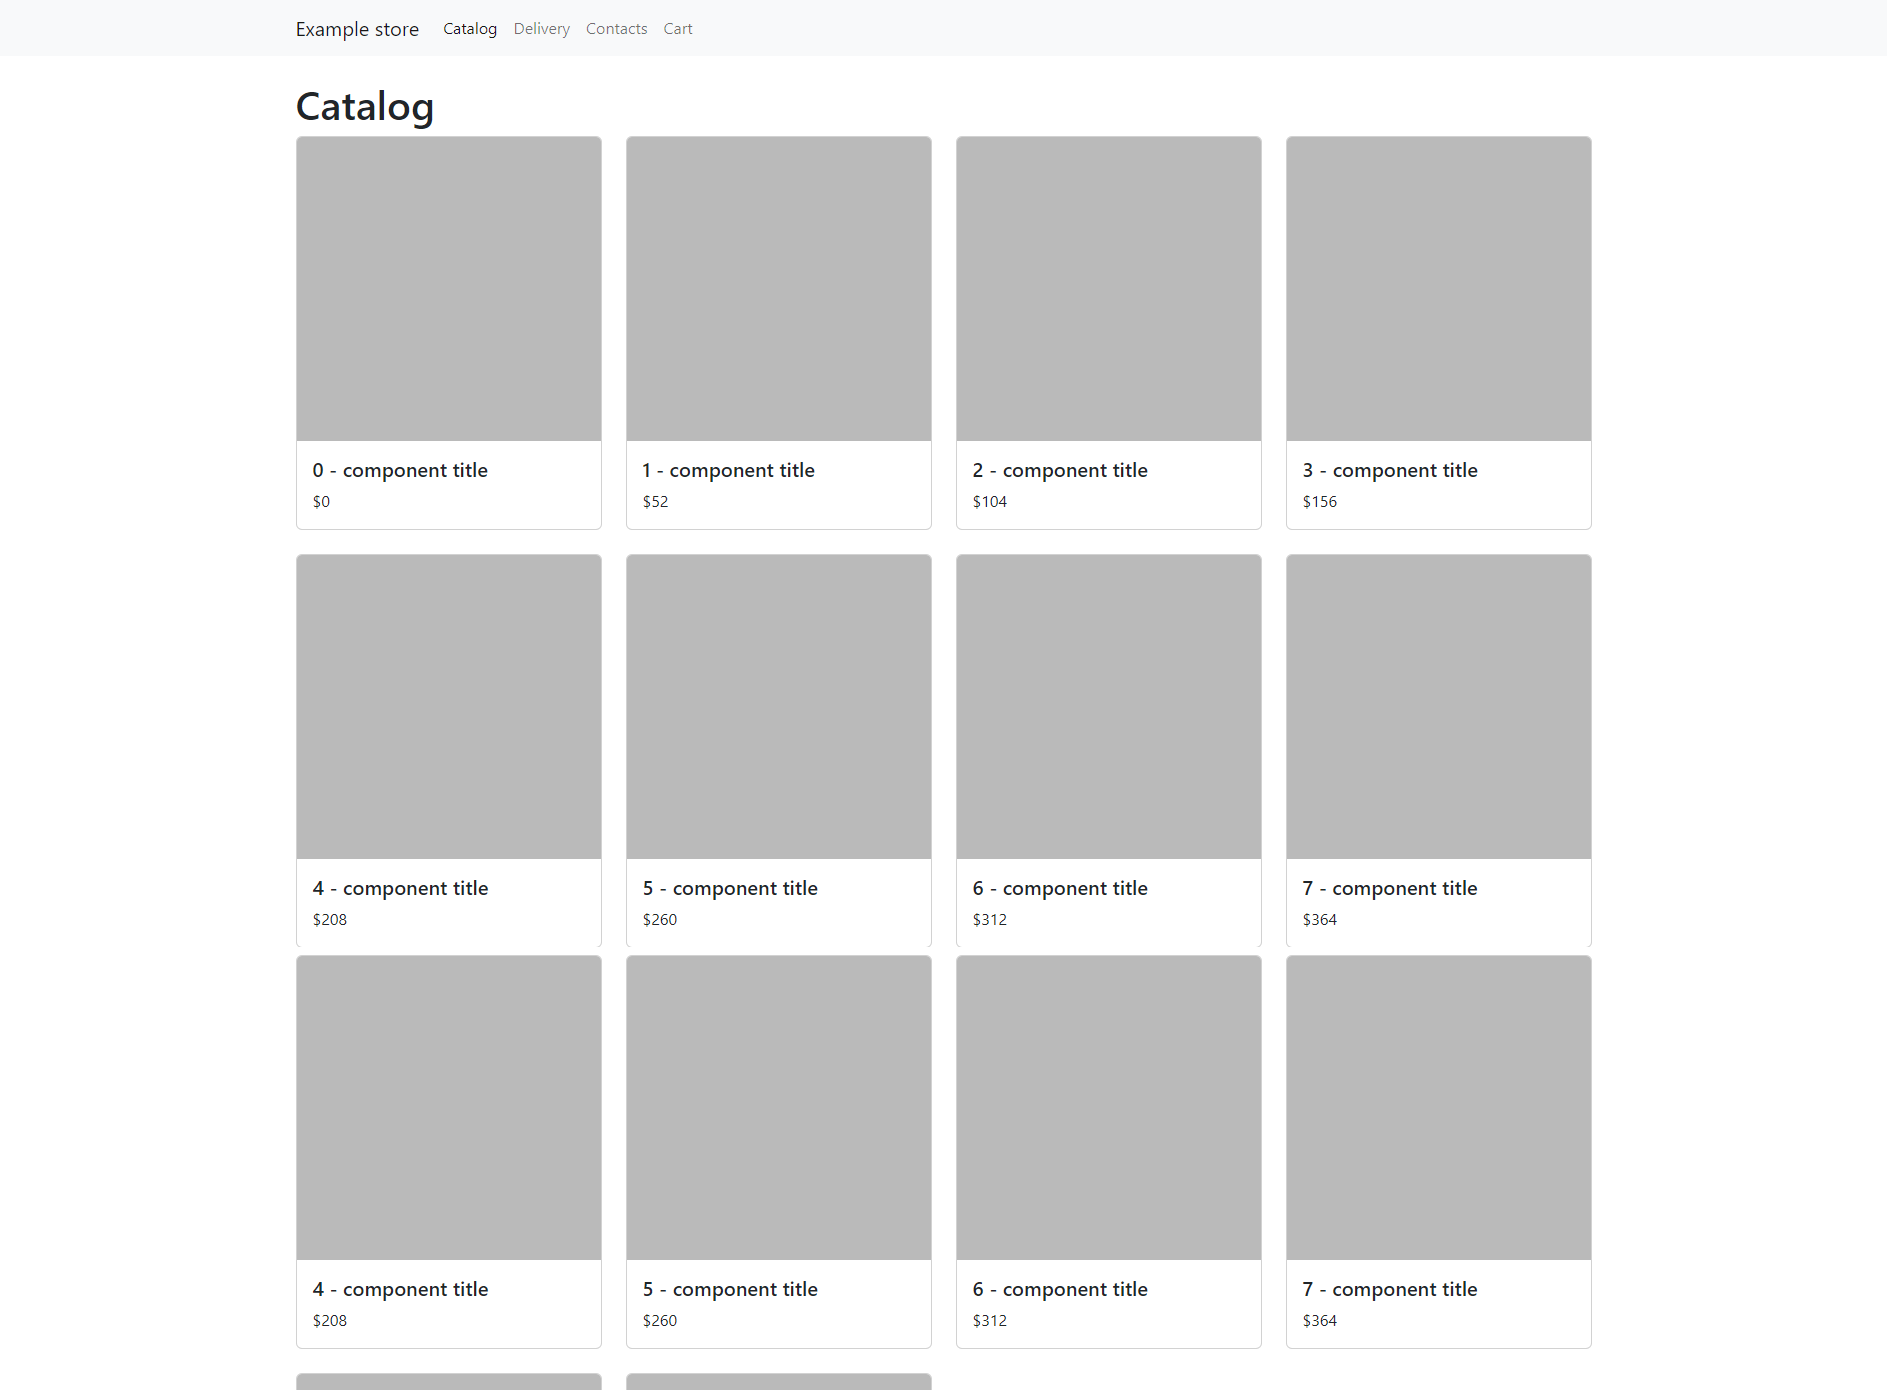 Example store Catalog Delivery Contacts Cart
Catalog
0 - component title 1 - component title 2 - component title 3 - component title
$0 $52 $104 $156
4 - component title 5 - component title 6 - component title 7 - component title
$208 $260 $312 $364
4 - component title 5 - component title 6 - component title 7 - component title
$208 $260 $312 $364